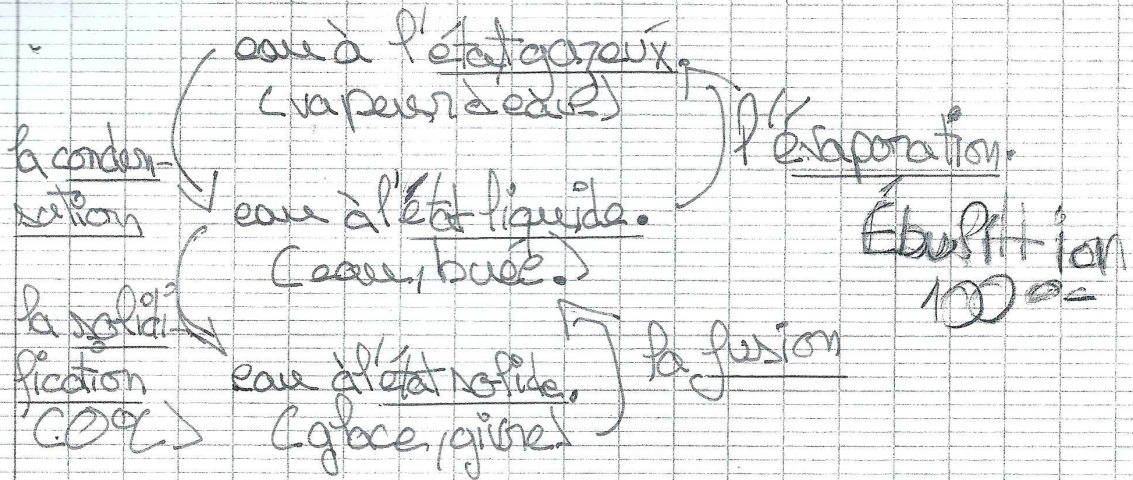 eau à l'état gazeux.
(vapeur d'eau)
l'évaporation.
la conden-
sation
eau à l'état liquide.
(eau, buée.)
Ébullition
100°C
la solidi-
fication
(0°C)
eau à l'état solide.
(glace, givre)
la fusion